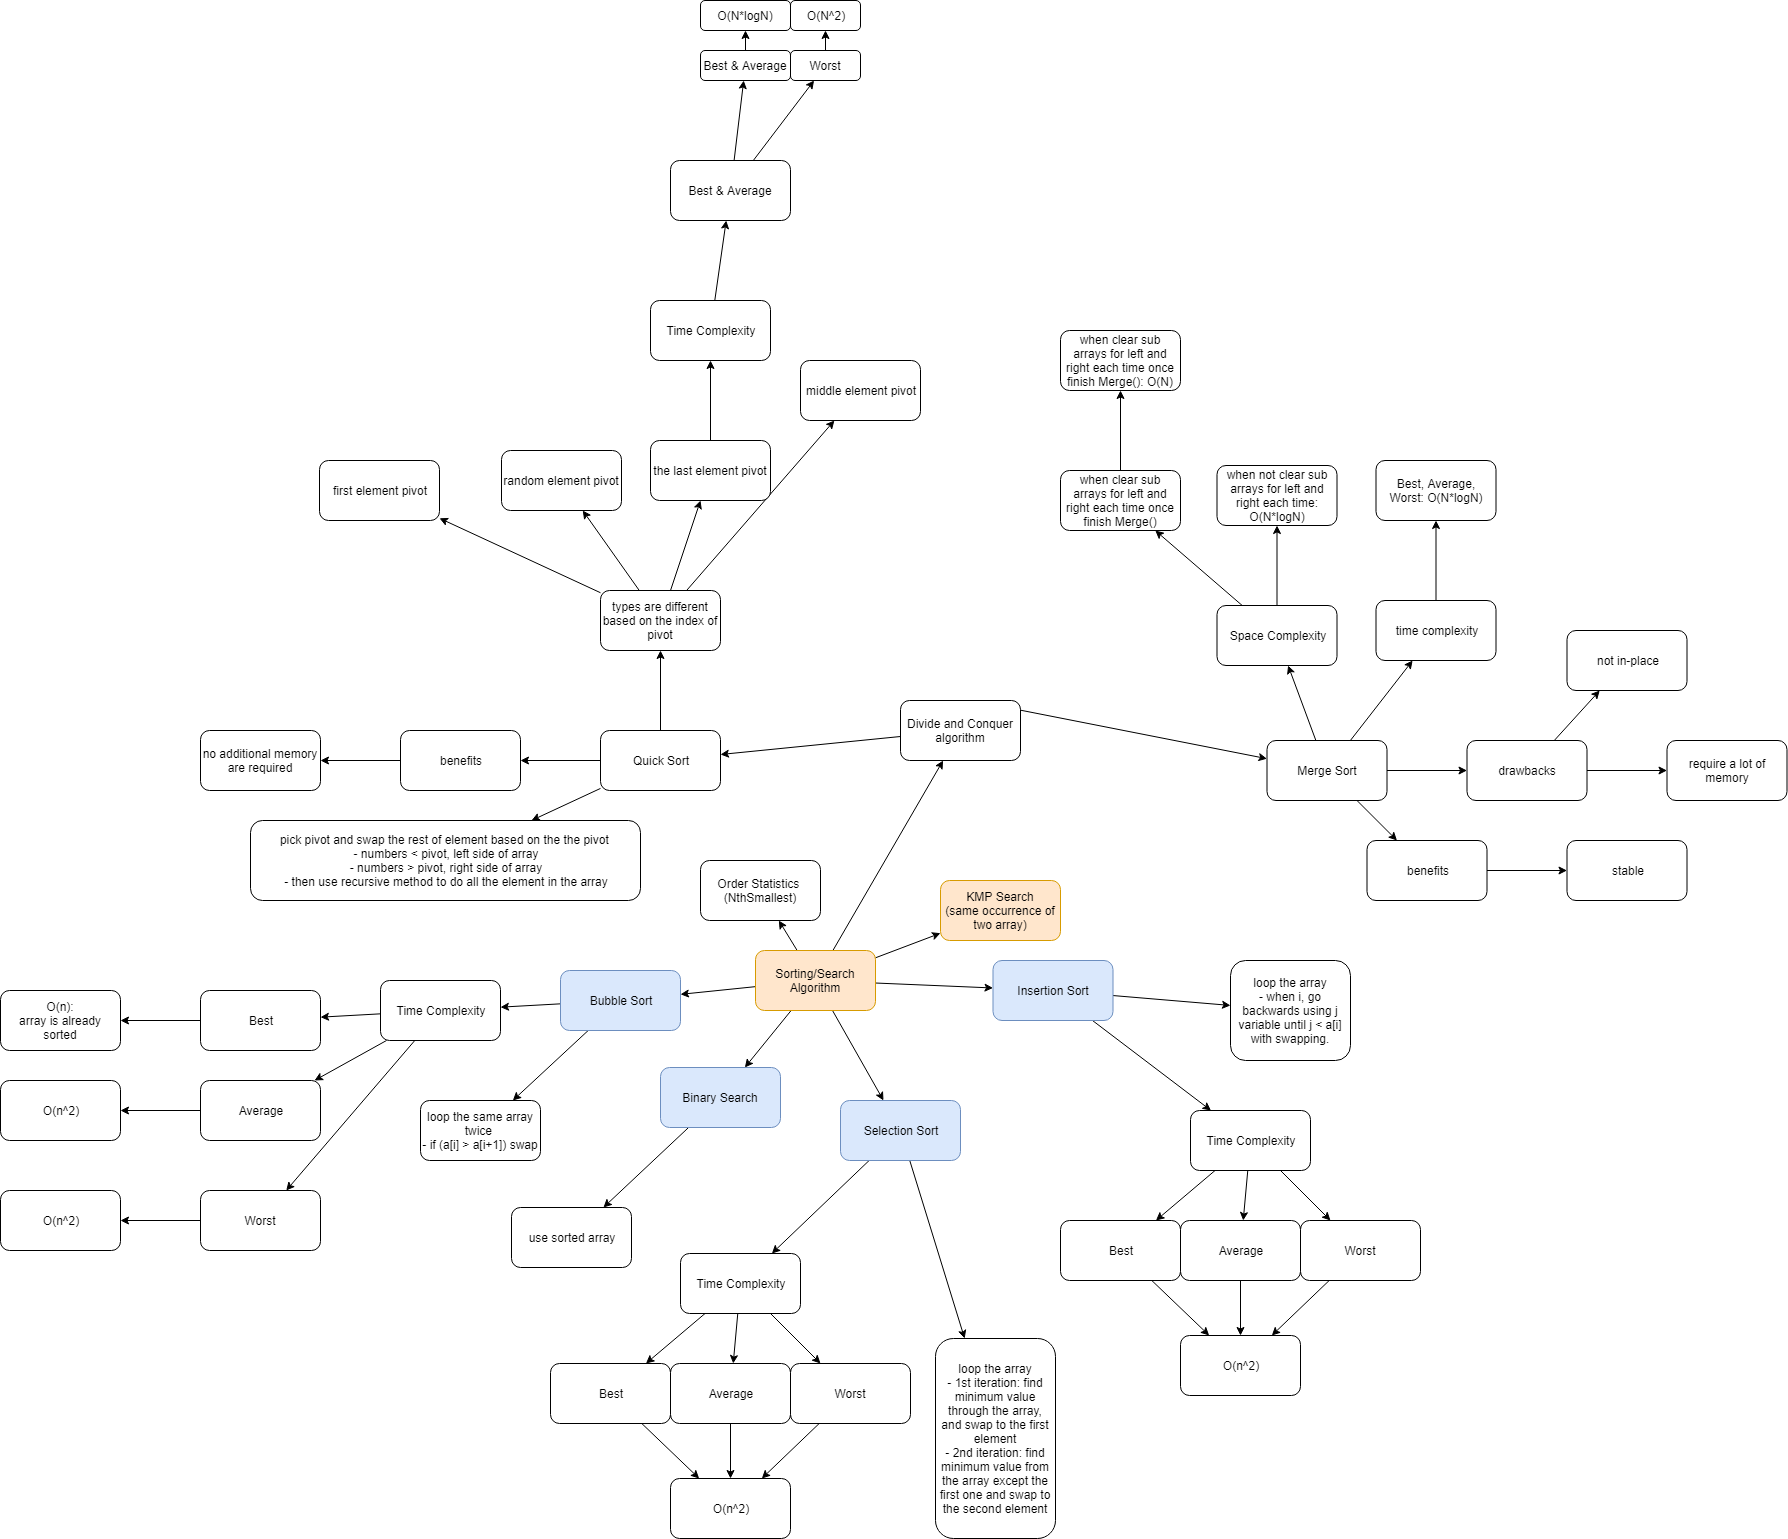 O(N*logN)
O(N^2)
Best & Average
Worst
Best & Average
Time Complexity
middle element pivot
the last element pivot
random element pivot
first element pivot
types are different
based on the index of
pivot
when clear sub
arrays for left and
right each time once
finish Merge(): O(N)
when clear sub
arrays for left and
right each time once
finish Merge()
when not clear sub
arrays for left and
right each time:
O(N*logN)
Best, Average,
Worst: O(N*logN)
Space Complexity
time complexity
not in-place
no additional memory
are required
benefits
Quick Sort
Divide and Conquer
algorithm
Merge Sort
drawbacks
require a lot of
memory
pick pivot and swap the rest of element based on the the pivot
- numbers < pivot, left side of array
- numbers > pivot, right side of array
- then use recursive method to do all the element in the array
benefits
stable
Order Statistics
(NthSmallest)
KMP Search
(same occurrence of
two array)
Sorting/Search
Algorithm
Bubble Sort
Time Complexity
Best
O(n):
array is already
sorted
Insertion Sort
loop the array
- when i, go
backwards using j
variable until j < a[i]
with swapping.
Average
O(n^2)
loop the same array
twice
- if (a[i] > a[i+1]) swap
Binary Search
Selection Sort
Time Complexity
Worst
O(n^2)
use sorted array
Best
Average
Worst
O(n^2)
Time Complexity
Best
Average
Worst
O(n^2)
loop the array
- 1st iteration: find
minimum value
through the array,
and swap to the first
element
- 2nd iteration: find
minimum value from
the array except the
first one and swap to
the second element